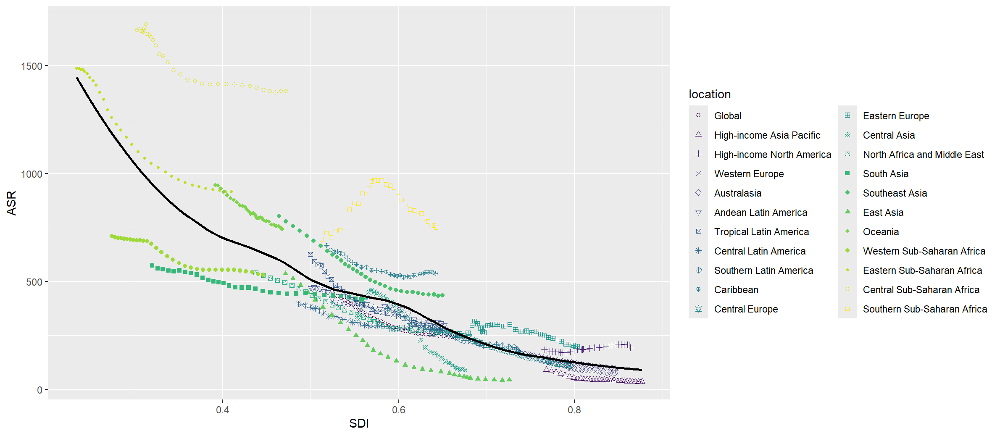 1500
1000
500
0
ASR
0.4
0.6
0.8
SDI
location
Global
High-income Asia Pacific
High-income North America
Western Europe
Australasia
Andean Latin America
Tropical Latin America
Central Latin America
Southern Latin America
Caribbean
Central Europe
Eastern Europe
Central Asia
North Africa and Middle East
South Asia
Southeast Asia
East Asia
Oceania
Western Sub-Saharan Africa
Eastern Sub-Saharan Africa
Central Sub-Saharan Africa
Southern Sub-Saharan Africa